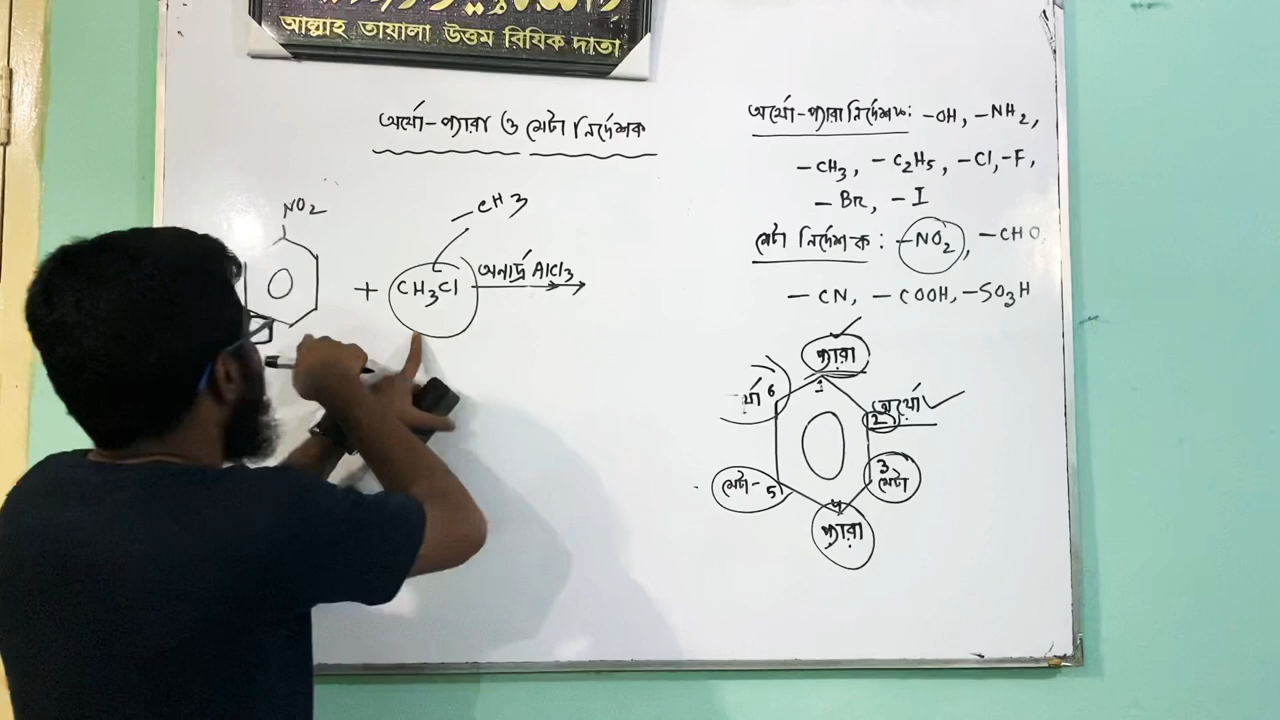 আল্লাহ তায়ালা উত্তম রিযিক দাতা
অর্থো-প্যারা ও মেটা নির্দেশক
NO2
+ CH3Cl
-CH3
অনার্দ্র AlCl3
অর্থো-প্যারা নির্দেশক: -OH, -NH2,
-CH3, -C2H5, -Cl, -F,
-Br, -I
মেটা নির্দেশক: -NO2, -CHO,
-CN, -COOH, -SO3H
প্যারা
1
6
অর্থো
2
3
মেটা
মেটা- 5
4
প্যারা